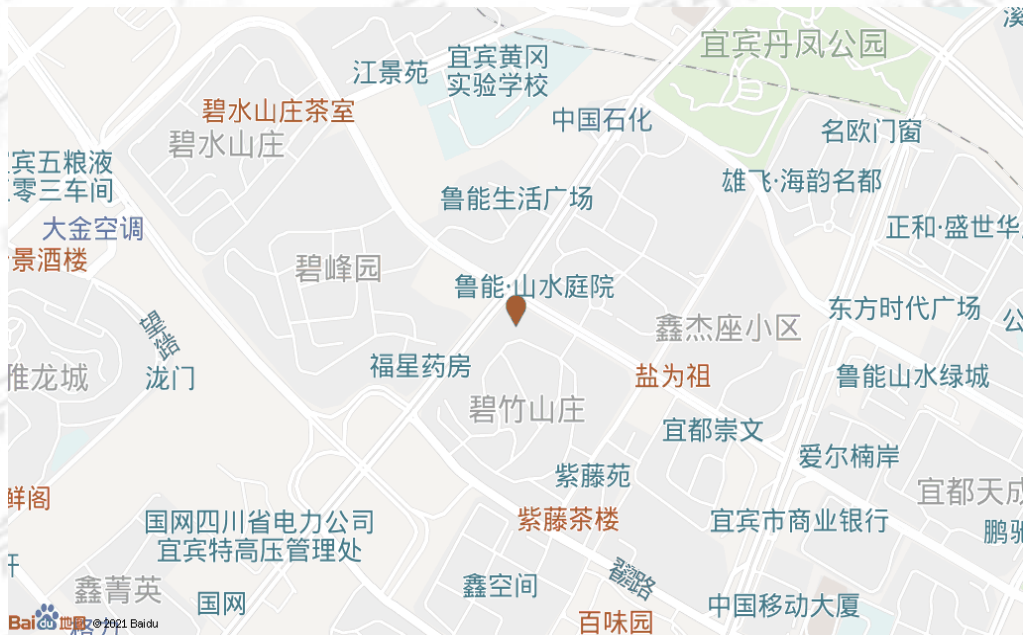 宜宾丹凤公园
宜宾黄冈
实验学校
江景苑
碧水山庄茶室
碧水山庄
中国石化
名欧门窗
宾五粮液
零三车间
大金空调
景酒楼
鲁能生活广场
雄飞·海韵名都
正和·盛世华
碧峰园
鲁能·山水庭院
东方时代广场
公
鑫杰座小区
福星药房
盐为祖
鲁能山水绿城
泷门
雅龙城
碧竹山庄
宜都崇文
爱尔楠岸
紫藤苑
宜都天成
鲜阁
紫藤茶楼
宜宾市商业银行
国网四川省电力公司
宜宾特高压管理处
鑫菁英
国网
鑫空间
中国移动大厦
百味园
Bai du 地图 © 2021 Baidu